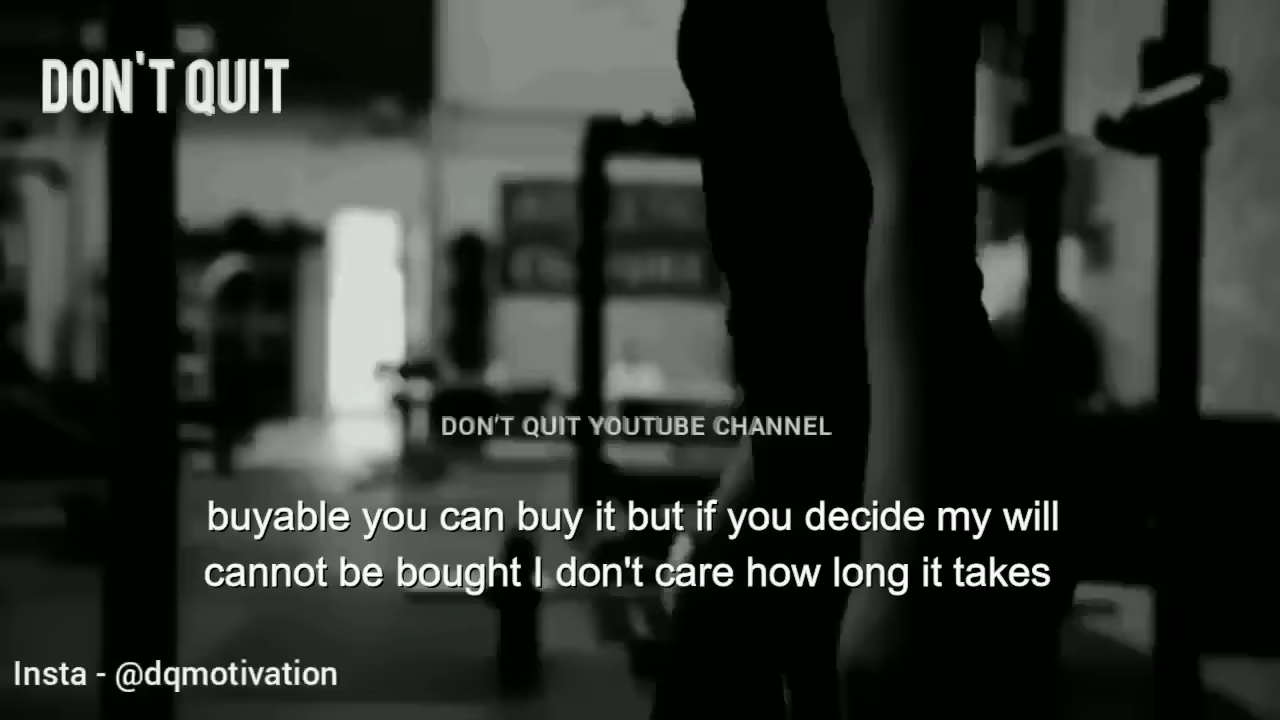 DON'T QUIT
DON'T QUIT YOUTUBE CHANNEL
buyable you can buy it but if you decide my will
cannot be bought I don't care how long it takes
Insta - @dqmotivation